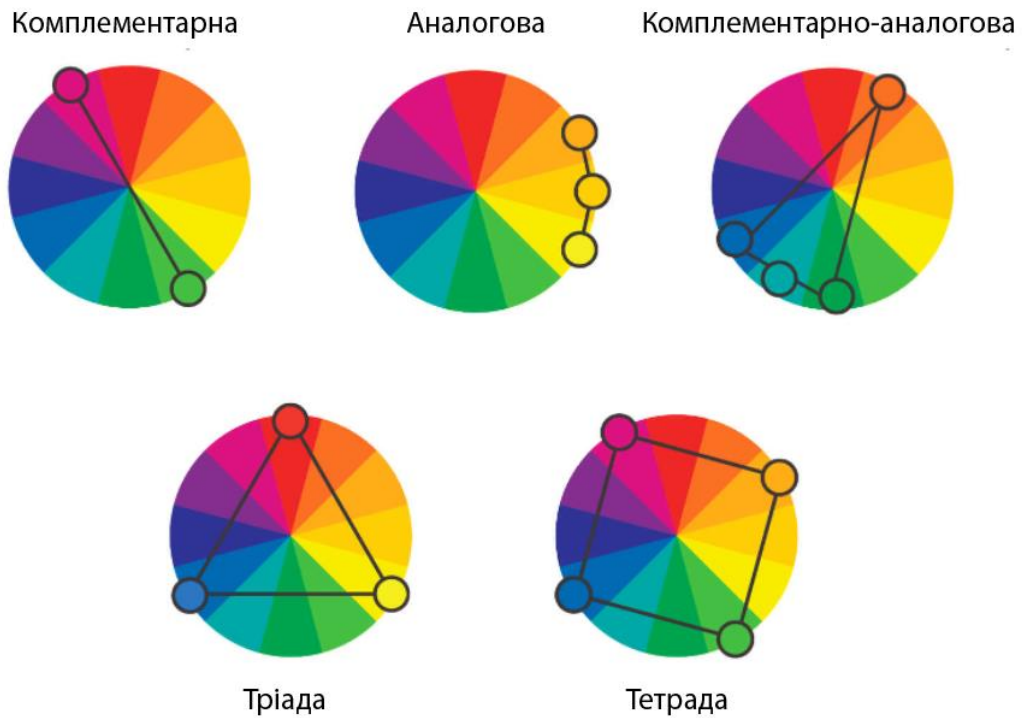 Комплементарна
Аналогова
Комплементарно-аналогова
Тріада
Тетрада